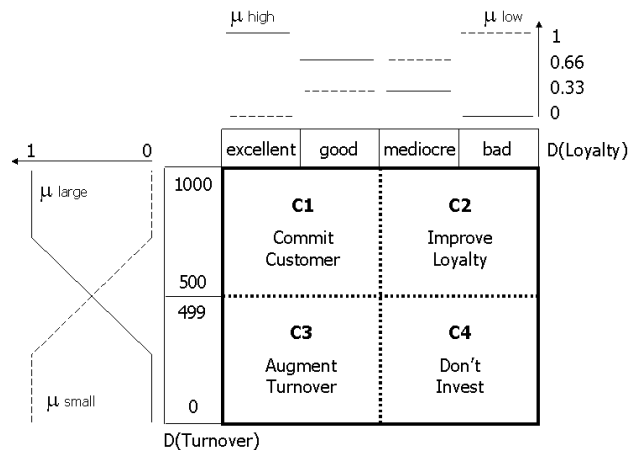 μ high
μ low
1
0.66
0.33
0
1
0
excellent good mediocre bad D(Loyalty)
μ large
1000
C1
Commit
Customer
C2
Improve
Loyalty
500
499
C3
Augment
Turnover
C4
Don't
Invest
μ small
0
D(Turnover)